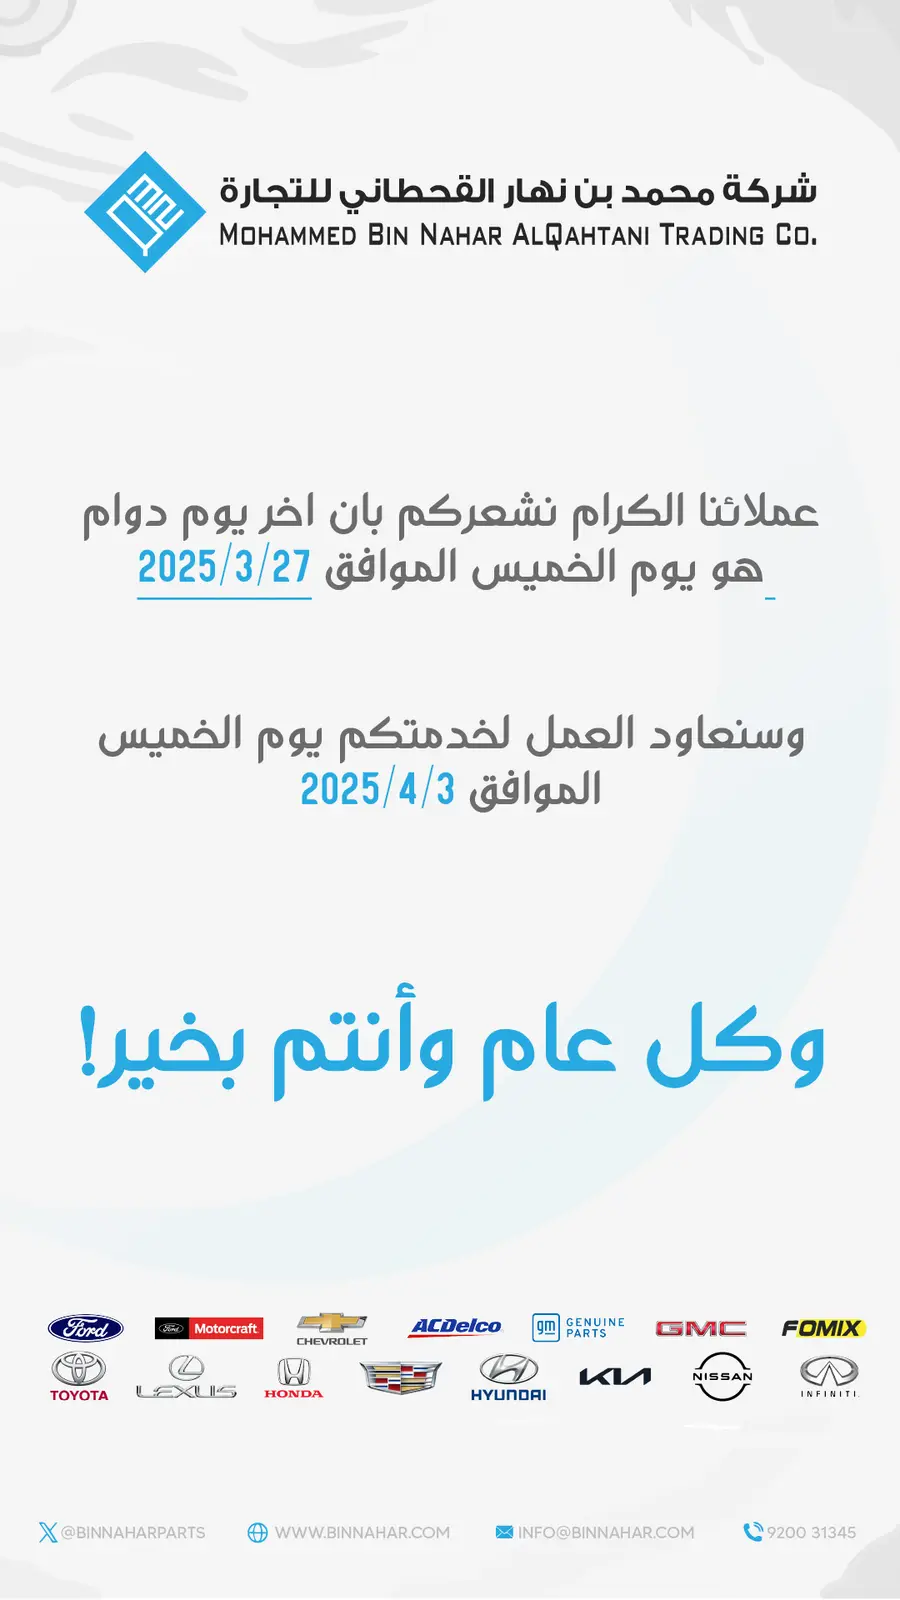 شركة محمد بن نهار القحطاني للتجارة
MOHAMMED BIN NAHAR ALQAHTANI TRADING CO.
عملائنا الكرام نشعركم بان اخر يوم دوام
هو يوم الخميس الموافق 2025/3/27
وسنعاود العمل لخدمتكم يوم الخميس
الموافق 2025/4/3
وكل عام وأنتم بخير!
Ford Ford Motorcraft CHEVROLET ACDelco gm GENUINE PARTS GMC FOMIX
TOYOTA LEXUS HONDA Cadillac HYUNDAI KIA NISSAN INFINITI
@BINNAHARPARTS WWW.BINNAHAR.COM INFO@BINNAHAR.COM 9200 31345